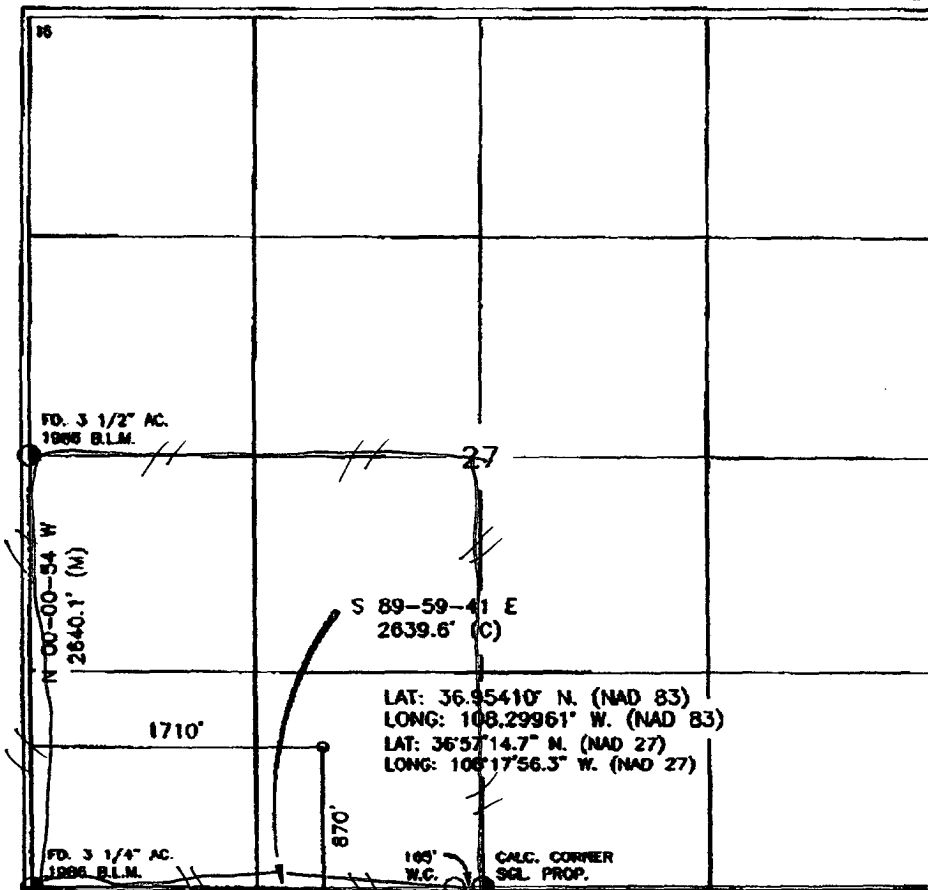 16
FD. 3 1/2" AC.
1986 B.L.M.
27
N 00-00-54 W
2640.1' (M)
S 89-59-41 E
2639.6' (C)
LAT: 36.95410° N. (NAD 83)
LONG: 108.29961° W. (NAD 83)
LAT: 36°57'14.7" N. (NAD 27)
LONG: 108°17'56.3" W. (NAD 27)
1710'
870'
FD. 3 1/4" AC.
1986 B.L.M.
165'
W.C.
CALC. CORNER
SGL. PROP.